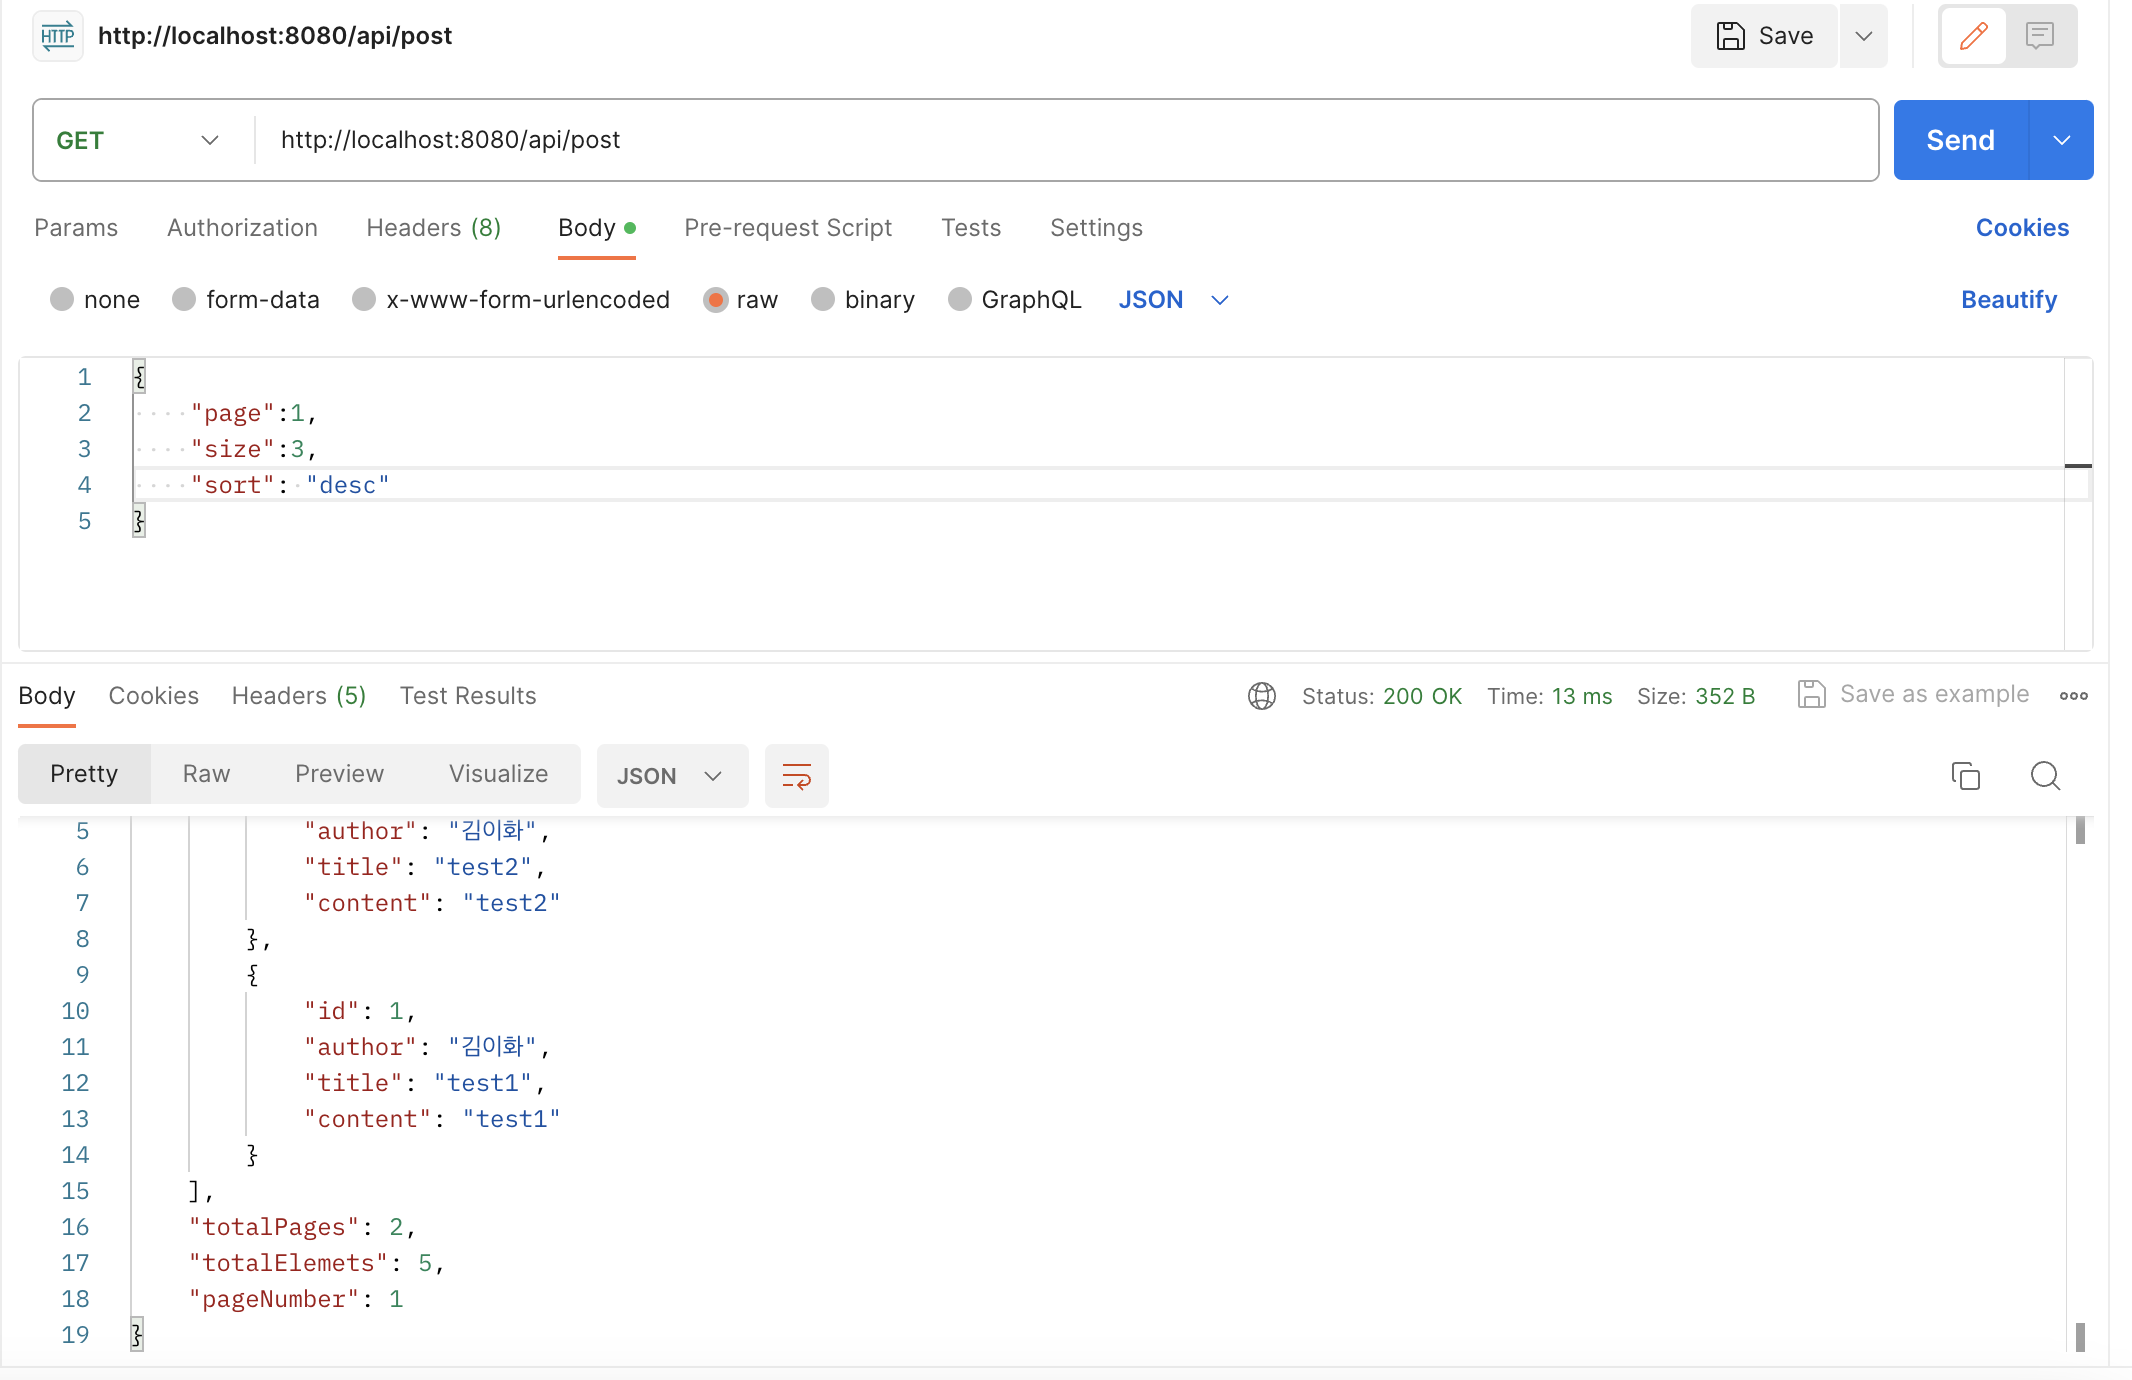 HTTP http://localhost:8080/api/post Save
GET http://localhost:8080/api/post Send
Params Authorization Headers (8) Body Pre-request Script Tests Settings Cookies
none form-data x-www-form-urlencoded raw binary GraphQL JSON Beautify
1 {
2 "page":1,
3 "size":3,
4 "sort": "desc"
5 }
Body Cookies Headers (5) Test Results Status: 200 OK Time: 13 ms Size: 352 B Save as example
Pretty Raw Preview Visualize JSON
5 "author": "김이화",
6 "title": "test2",
7 "content": "test2"
8 },
9 {
10 "id": 1,
11 "author": "김이화",
12 "title": "test1",
13 "content": "test1"
14 }
15 ],
16 "totalPages": 2,
17 "totalElemets": 5,
18 "pageNumber": 1
19 }